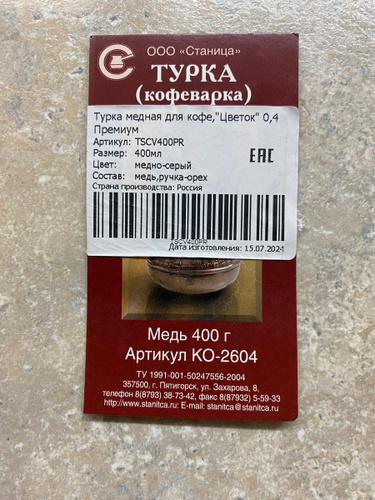 ООО «Станица»
ТУРКА
(кофеварка)
Турка медная для кофе,"Цветок" 0,4
Премиум
Артикул: TSCV400PR
Размер: 400мл
Цвет: медно-серый
Состав: медь,ручка-орех
Страна производства: Россия
ЕАС
TSCV400PR
Дата изготовления: 15.07.2024
Медь 400 г
Артикул КО-2604
ТУ 1991-001-50247556-2004
357500, г. Пятигорск, ул. Захарова, 8,
телефон 8(8793) 38-73-42, факс 8(87932) 5-59-33
http://www.stanitca.ru: E-mail: stanitca@stanitca.ru